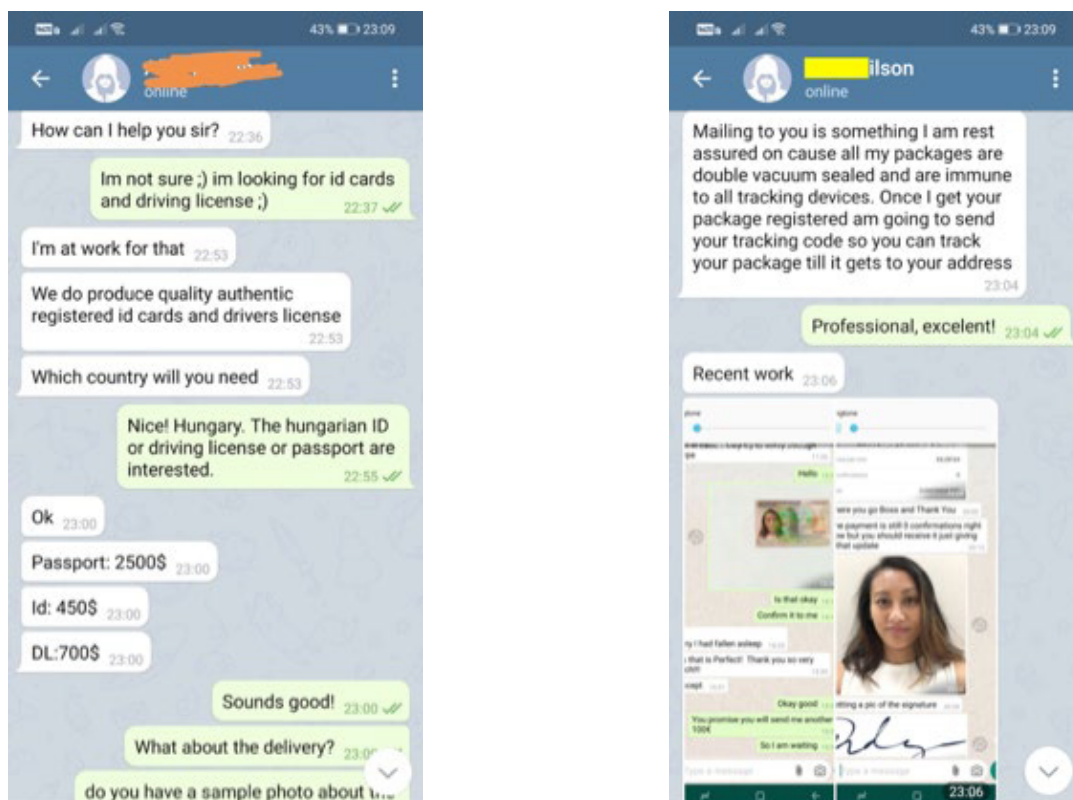 43% 23:09
online
How can I help you sir? 22:36
Im not sure ;) im looking for id cards
and driving license ;)
22:37
I'm at work for that 22:53
We do produce quality authentic
registered id cards and drivers license
22:53
Which country will you need 22:53
Nice! Hungary. The hungarian ID
or driving license or passport are
interested.
22:55
Ok 23:00
Passport: 2500$ 23:00
Id: 450$ 23:00
DL:700$ 23:00
Sounds good! 23:00
What about the delivery?
do you have a sample photo about
43% 23:09
ilson
online
Mailing to you is something I am rest
assured on cause all my packages are
double vacuum sealed and are immune
to all tracking devices. Once I get your
package registered am going to send
your tracking code so you can track
your package till it gets to your address
23:04
Professional, excelent! 23:04
Recent work 23:06
Hello
Is that okay
Confirm it to me
I had fallen asleep
that is Perfect! Thank you so very
Okay good
You promise you will send me another
100€
So I am waiting
Type a message
ere you go Boss and Thank You
e payment is still 0 confirmations right
w but you should receive it just giving
that update
etting a pic of the signature
Type a message
23:06